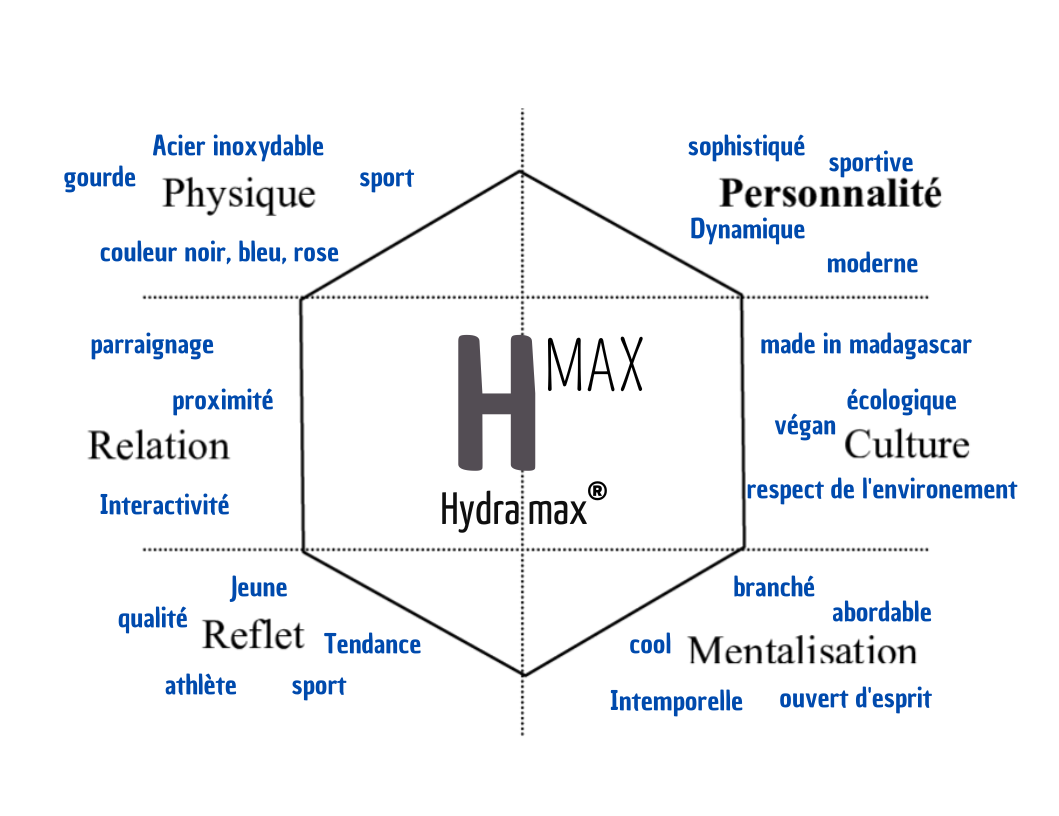 Acier inoxydable
gourde
sport
Physique
couleur noir, bleu, rose
sophistiqué
sportive
Personnalité
Dynamique
moderne
parraignage
proximité
Relation
Interactivité
H MAX
Hydra max®
made in madagascar
écologique
végan
Culture
respect de l'environement
Jeune
qualité
Reflet
Tendance
athlète
sport
branché
abordable
cool
Mentalisation
Intemporelle
ouvert d'esprit